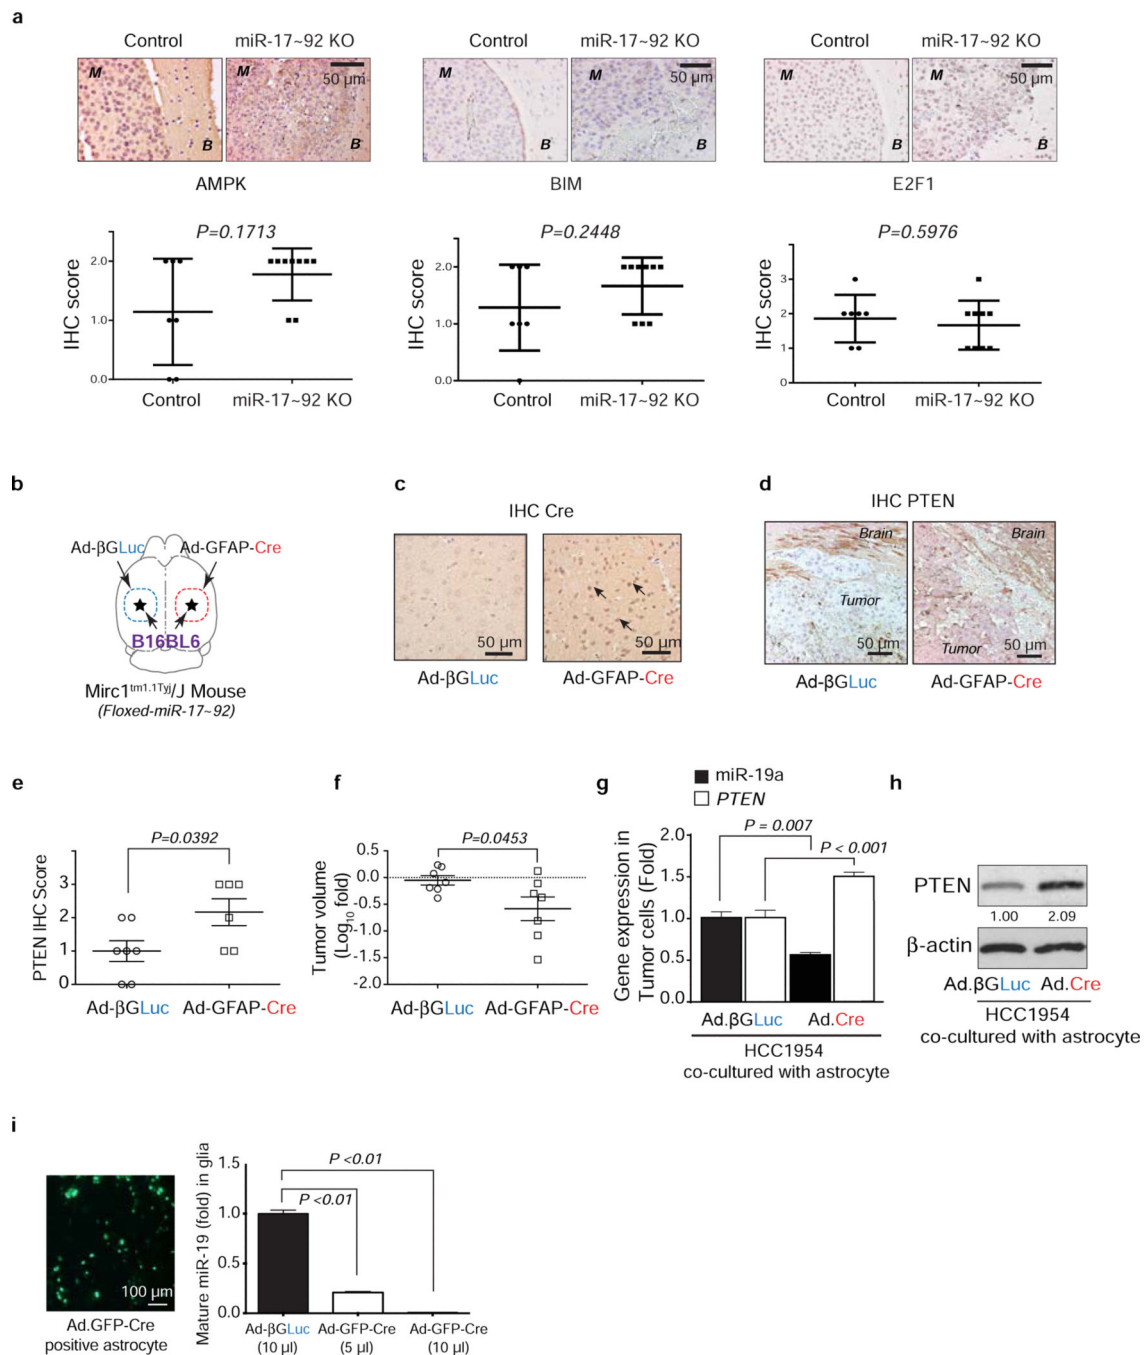 a
Control miR-17~92 KO
M
50 μm
B
AMPK
Control miR-17~92 KO
M
50 μm
B
BIM
Control miR-17~92 KO
M
50 μm
B
E2F1
P=0.1713
IHC score
2.0
1.0
0.0
Control miR-17~92 KO
P=0.2448
IHC score
2.0
1.0
0.0
Control miR-17~92 KO
P=0.5976
IHC score
3
2
1
0
Control miR-17~92 KO
b
Ad-βGLuc Ad-GFAP-Cre
B16BL6
Mirc1tm1.1Tyj/J Mouse
(Floxed-miR-17~92)
c
IHC Cre
50 μm
50 μm
Ad-βGLuc Ad-GFAP-Cre
d
IHC PTEN
Brain
Tumor
50 μm
Brain
Tumor
50 μm
Ad-βGLuc Ad-GFAP-Cre
e
P=0.0392
PTEN IHC Score
4
3
2
1
0
Ad-βGLuc Ad-GFAP-Cre
f
P=0.0453
Tumor volume
(Log10 fold)
0.5
0.0
-0.5
-1.0
-1.5
-2.0
Ad-βGLuc Ad-GFAP-Cre
g
miR-19a
PTEN
P = 0.007
P < 0.001
Gene expression in
Tumor cells (Fold)
2.0
1.5
1.0
0.5
0.0
Ad.βGLuc Ad.Cre
HCC1954
co-cultured with astrocyte
h
PTEN
1.00 2.09
β-actin
Ad.βGLuc Ad.Cre
HCC1954
co-cultured with astrocyte
i
100 μm
Ad.GFP-Cre
positive astrocyte
Mature miR-19 (fold) in glia
1.5
1.0
0.5
0.0
P <0.01
P <0.01
Ad-βGLuc Ad-GFP-Cre Ad-GFP-Cre
(10 μl) (5 μl) (10 μl)